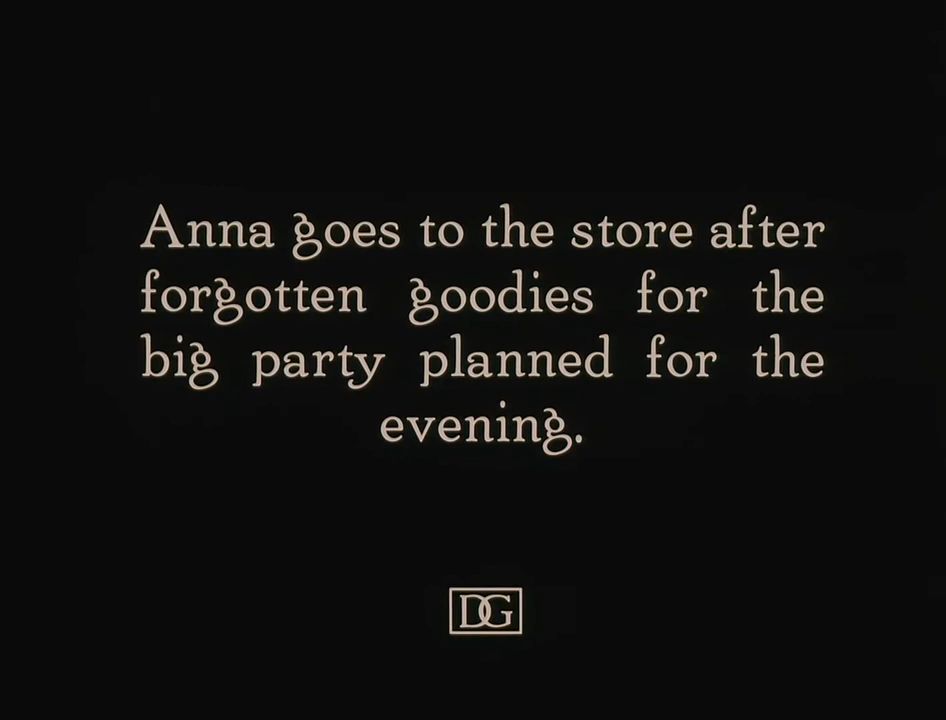 Anna goes to the store after
forgotten goodies for the
big party planned for the
evening.
DG